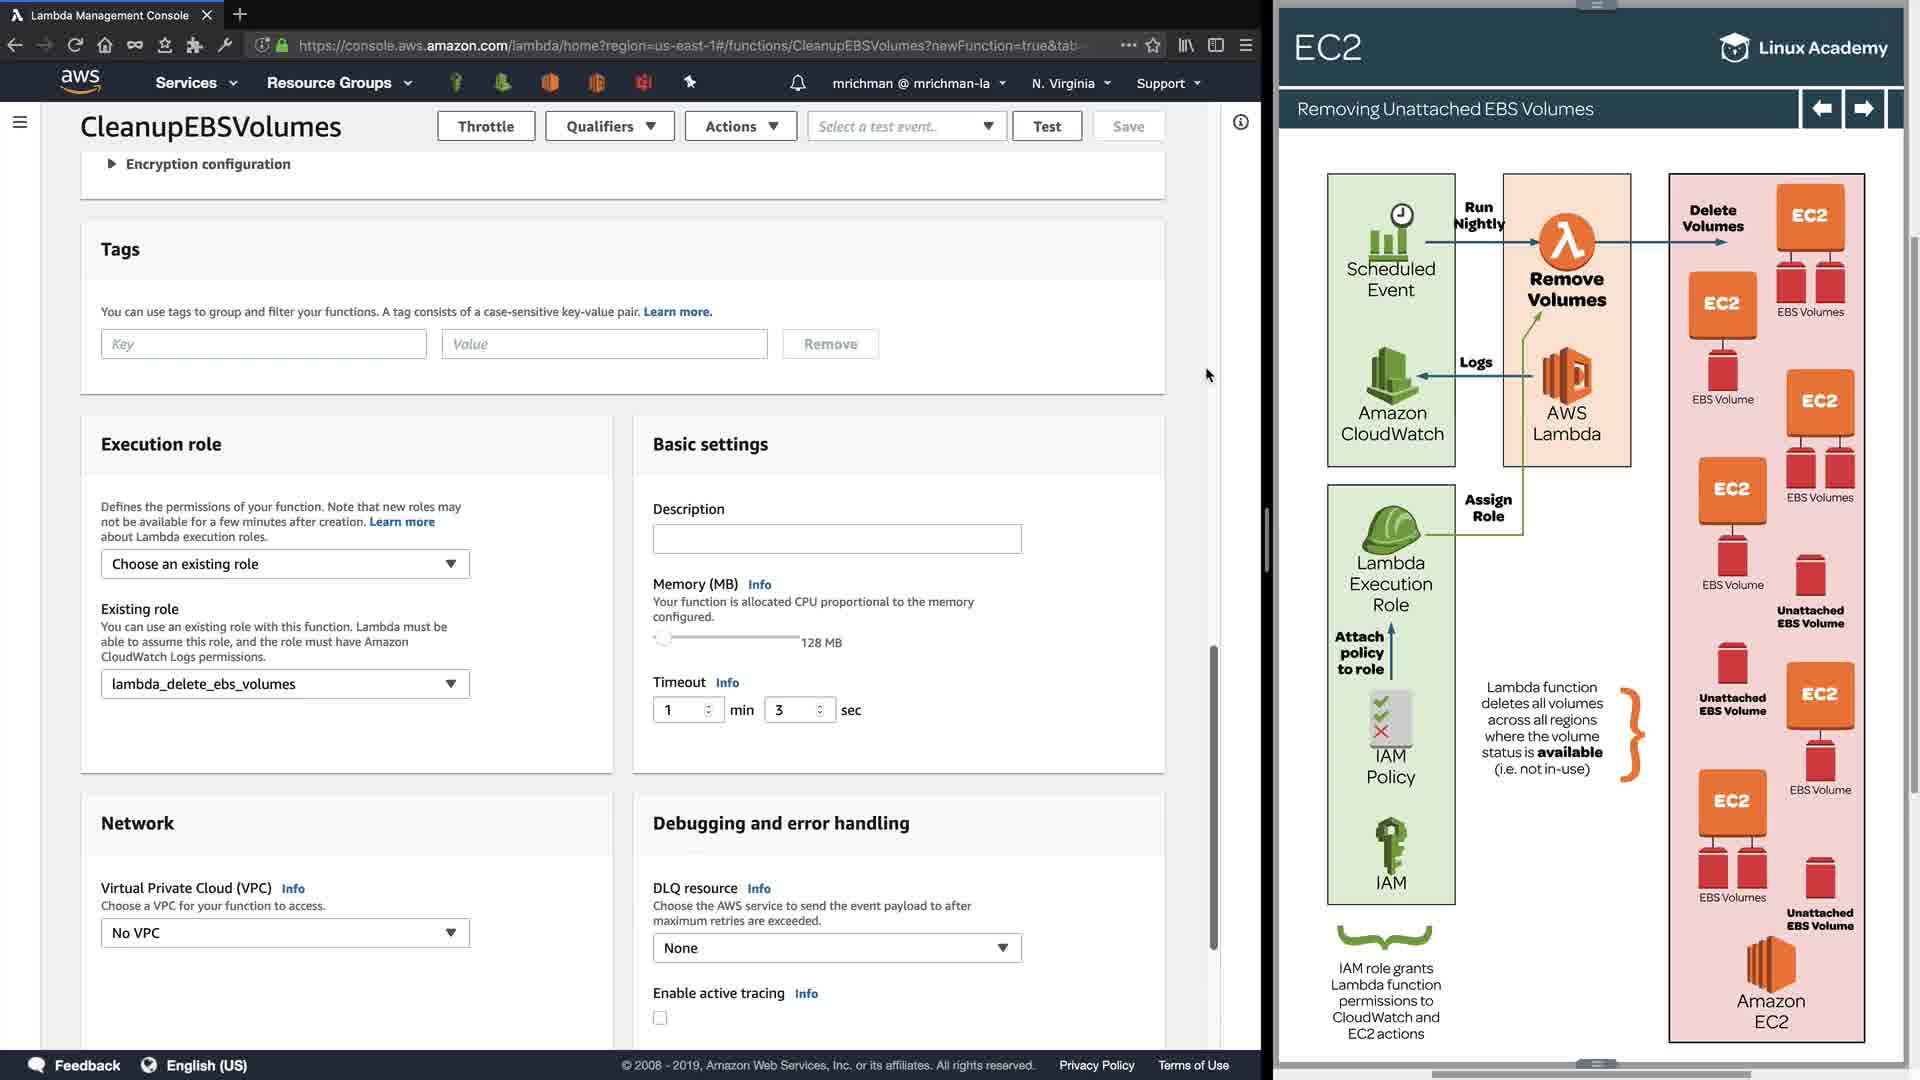 Lambda Management Console
https://console.aws.amazon.com/lambda/home?region=us-east-1#/functions/CleanupEBSVolumes?newFunction=true&tab
aws
Services
Resource Groups
mrichman @ mrichman-la
N. Virginia
Support
CleanupEBSVolumes
Throttle
Qualifiers
Actions
Select a test event..
Test
Save
Encryption configuration
Tags
You can use tags to group and filter your functions. A tag consists of a case-sensitive key-value pair. Learn more.
Key
Value
Remove
Execution role
Defines the permissions of your function. Note that new roles may
not be available for a few minutes after creation. Learn more
about Lambda execution roles.
Choose an existing role
Existing role
You can use an existing role with this function. Lambda must be
able to assume this role, and the role must have Amazon
CloudWatch Logs permissions.
lambda_delete_ebs_volumes
Basic settings
Description
Memory (MB) Info
Your function is allocated CPU proportional to the memory
configured.
128 MB
Timeout Info
1 min 3 sec
Network
Virtual Private Cloud (VPC) Info
Choose a VPC for your function to access.
No VPC
Debugging and error handling
DLQ resource Info
Choose the AWS service to send the event payload to after
maximum retries are exceeded.
None
Enable active tracing Info
Feedback
English (US)
© 2008 - 2019, Amazon Web Services, Inc. or its affiliates. All rights reserved.
Privacy Policy
Terms of Use
EC2
Linux Academy
Removing Unattached EBS Volumes
Scheduled
Event
Run
Nightly
Remove
Volumes
Delete
Volumes
Amazon
CloudWatch
Logs
AWS
Lambda
Assign
Role
Lambda
Execution
Role
Attach
policy
to role
IAM
Policy
IAM
IAM role grants
Lambda function
permissions to
CloudWatch and
EC2 actions
Lambda function
deletes all volumes
across all regions
where the volume
status is available
(i.e. not in-use)
EC2
EBS Volumes
EC2
EBS Volume
EC2
EBS Volumes
EC2
EBS Volume
Unattached
EBS Volume
Unattached
EBS Volume
EC2
EBS Volume
EC2
EBS Volumes
Unattached
EBS Volume
Amazon
EC2